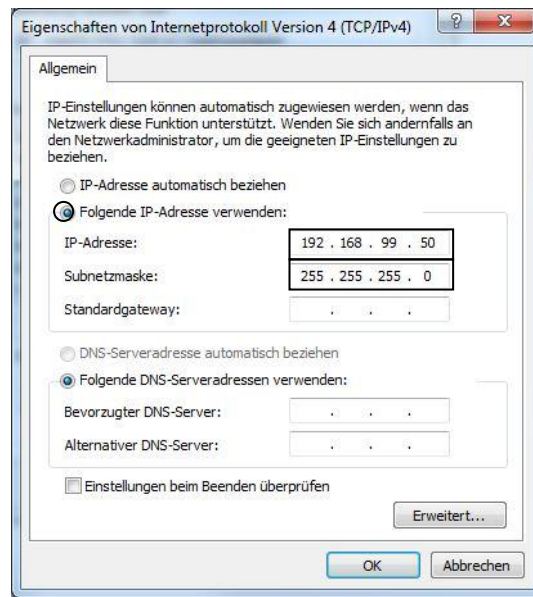 Eigenschaften von Internetprotokoll Version 4 (TCP/IPv4)
Allgemein
IP-Einstellungen können automatisch zugewiesen werden, wenn das
Netzwerk diese Funktion unterstützt. Wenden Sie sich andernfalls an
den Netzwerkadministrator, um die geeigneten IP-Einstellungen zu
beziehen.
IP-Adresse automatisch beziehen
Folgende IP-Adresse verwenden:
IP-Adresse: 192 . 168 . 99 . 50
Subnetzmaske: 255 . 255 . 255 . 0
Standardgateway: . . .
DNS-Serveradresse automatisch beziehen
Folgende DNS-Serveradressen verwenden:
Bevorzugter DNS-Server: . . .
Alternativer DNS-Server: . . .
Einstellungen beim Beenden überprüfen
Erweitert...
OK Abbrechen